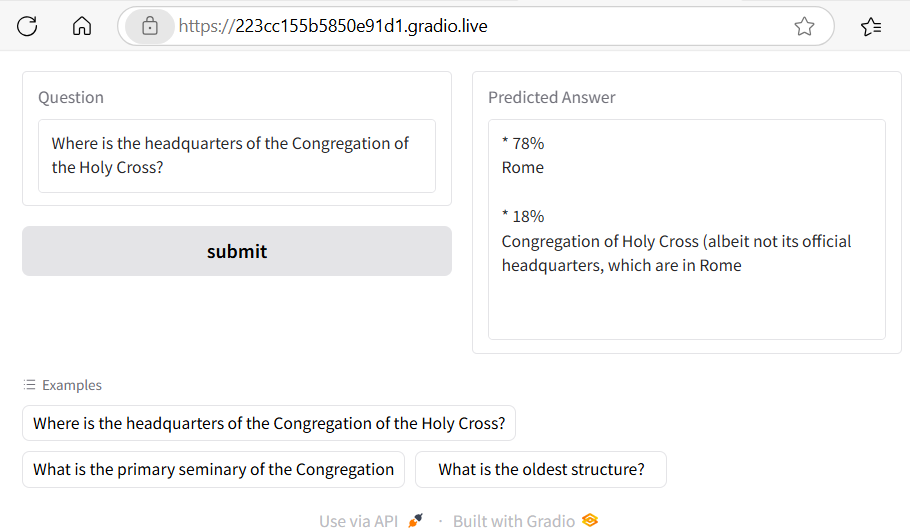 https://223cc155b5850e91d1.gradio.live
Question
Where is the headquarters of the Congregation of
the Holy Cross?
submit
Predicted Answer
* 78%
Rome
* 18%
Congregation of Holy Cross (albeit not its official
headquarters, which are in Rome
Examples
Where is the headquarters of the Congregation of the Holy Cross?
What is the primary seminary of the Congregation
What is the oldest structure?
Use via API · Built with Gradio